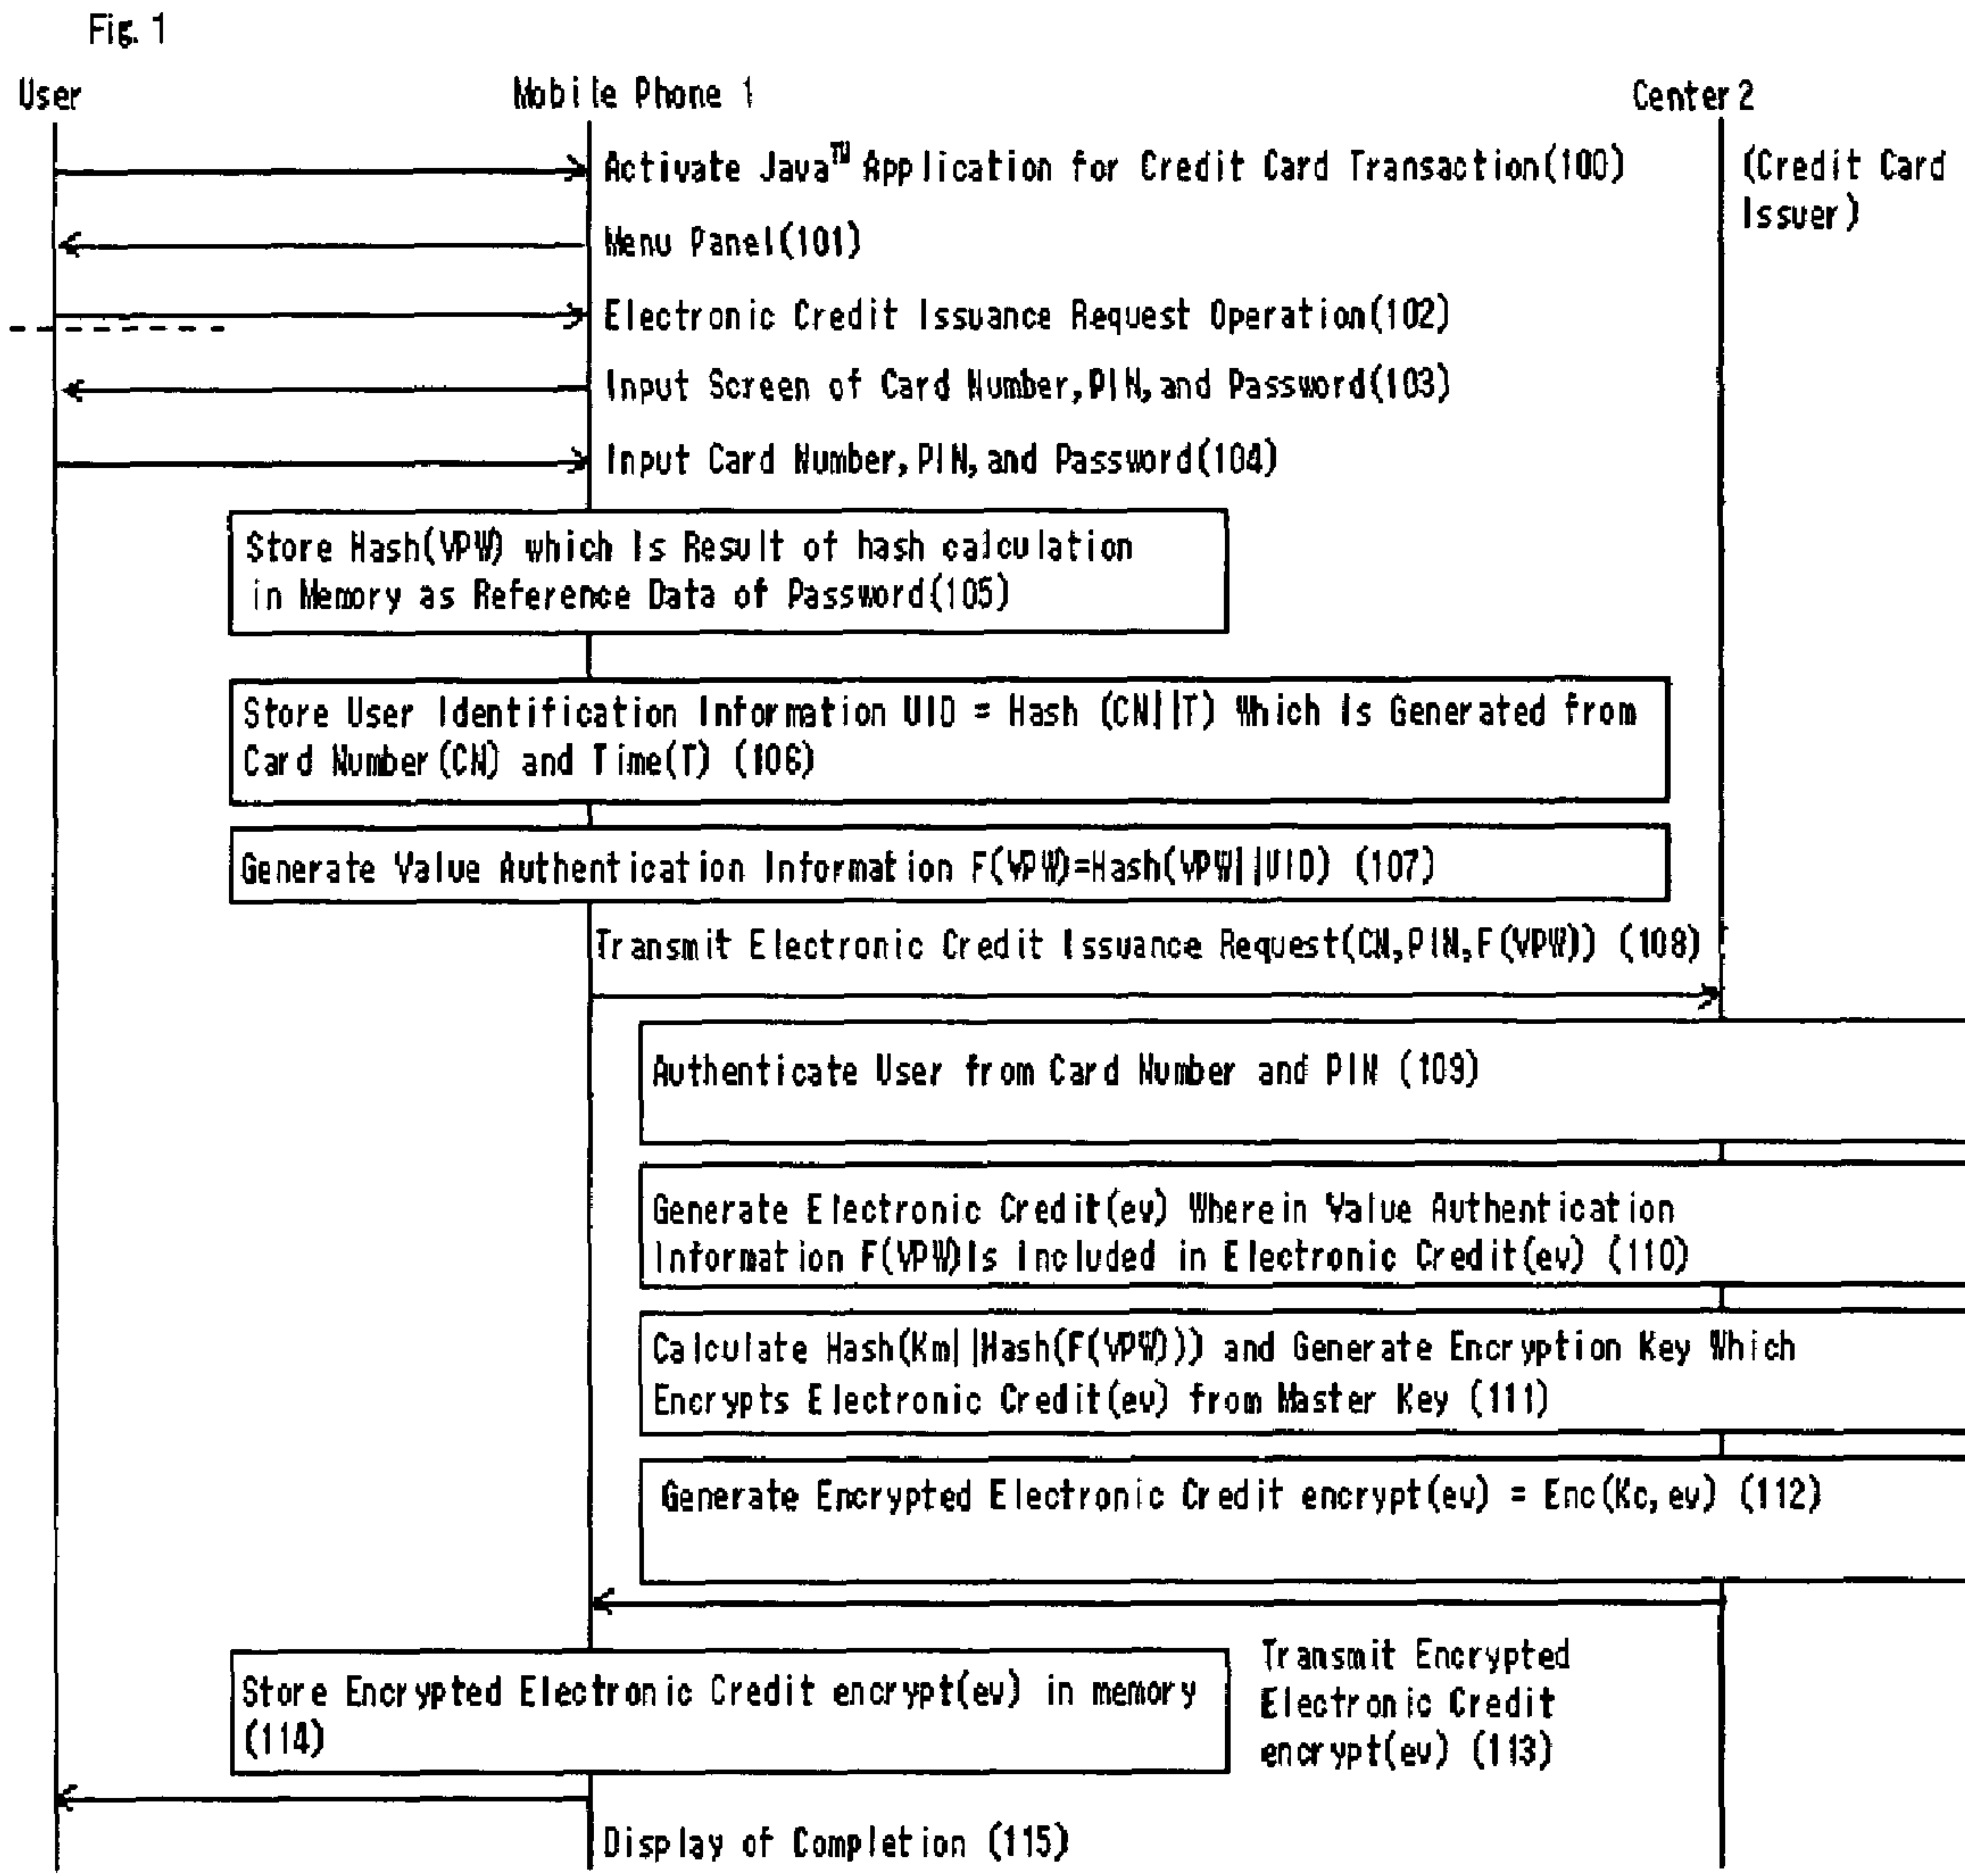 Fig. 1
User
Mobile Phone 1
Center 2
Activate Java™ Application for Credit Card Transaction(100)
(Credit Card
Issuer)
Menu Panel(101)
Electronic Credit Issuance Request Operation(102)
Input Screen of Card Number,PIN,and Password(103)
Input Card Number,PIN,and Password(104)
Store Hash(VPW) which Is Result of hash calculation
in Memory as Reference Data of Password(105)
Store User Identification Information UID = Hash (CN||T) Which Is Generated from
Card Number(CN) and Time(T) (106)
Generate Value Authentication Information F(VPW)=Hash(VPW||UID) (107)
Transmit Electronic Credit Issuance Request(CN,PIN,F(VPW)) (108)
Authenticate User from Card Number and PIN (109)
Generate Electronic Credit(ev) Wherein Value Authentication
Information F(VPW)Is Included in Electronic Credit(ev) (110)
Calculate Hash(Km||Hash(F(VPW))) and Generate Encryption Key Which
Encrypts Electronic Credit(ev) from Master Key (111)
Generate Encrypted Electronic Credit encrypt(ev) = Enc(Kc,ev) (112)
Transmit Encrypted
Electronic Credit
encrypt(ev) (113)
Store Encrypted Electronic Credit encrypt(ev) in memory
(114)
Display of Completion (115)